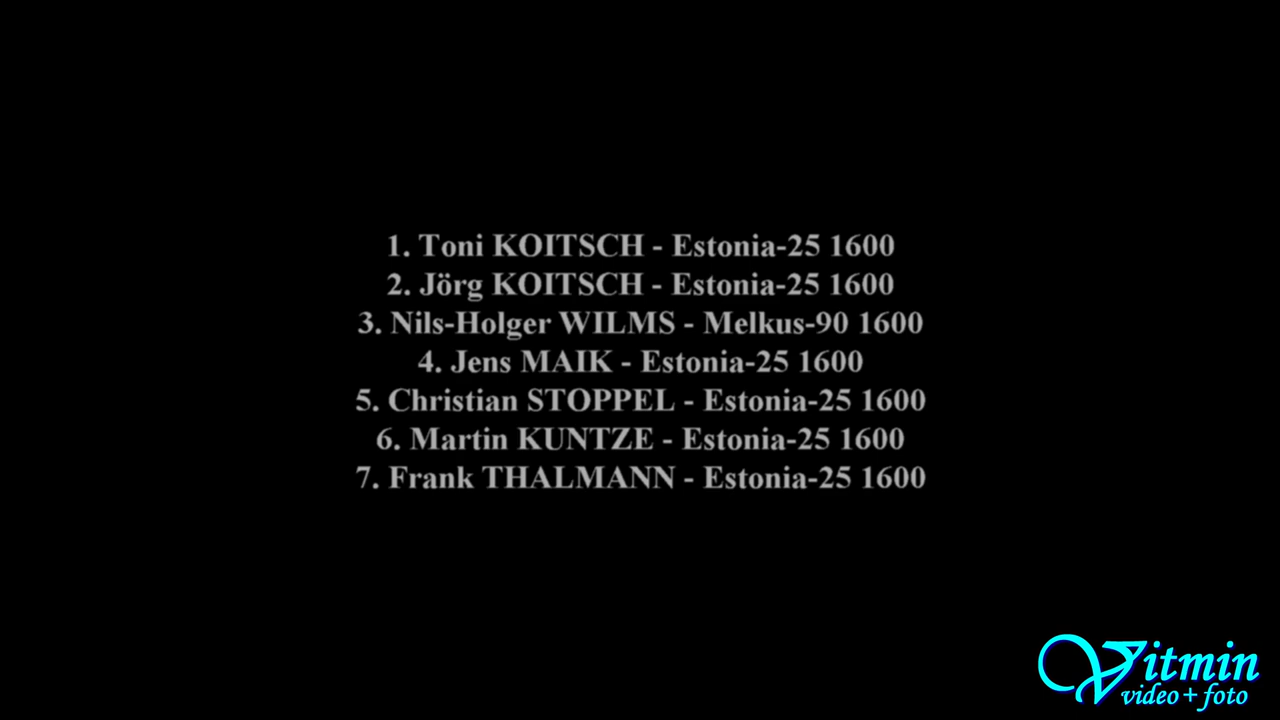 1. Toni KOITSCH - Estonia-25 1600
2. Jörg KOITSCH - Estonia-25 1600
3. Nils-Holger WILMS - Melkus-90 1600
4. Jens MAIK - Estonia-25 1600
5. Christian STOPPEL - Estonia-25 1600
6. Martin KUNTZE - Estonia-25 1600
7. Frank THALMANN - Estonia-25 1600
Vitmin
video + foto